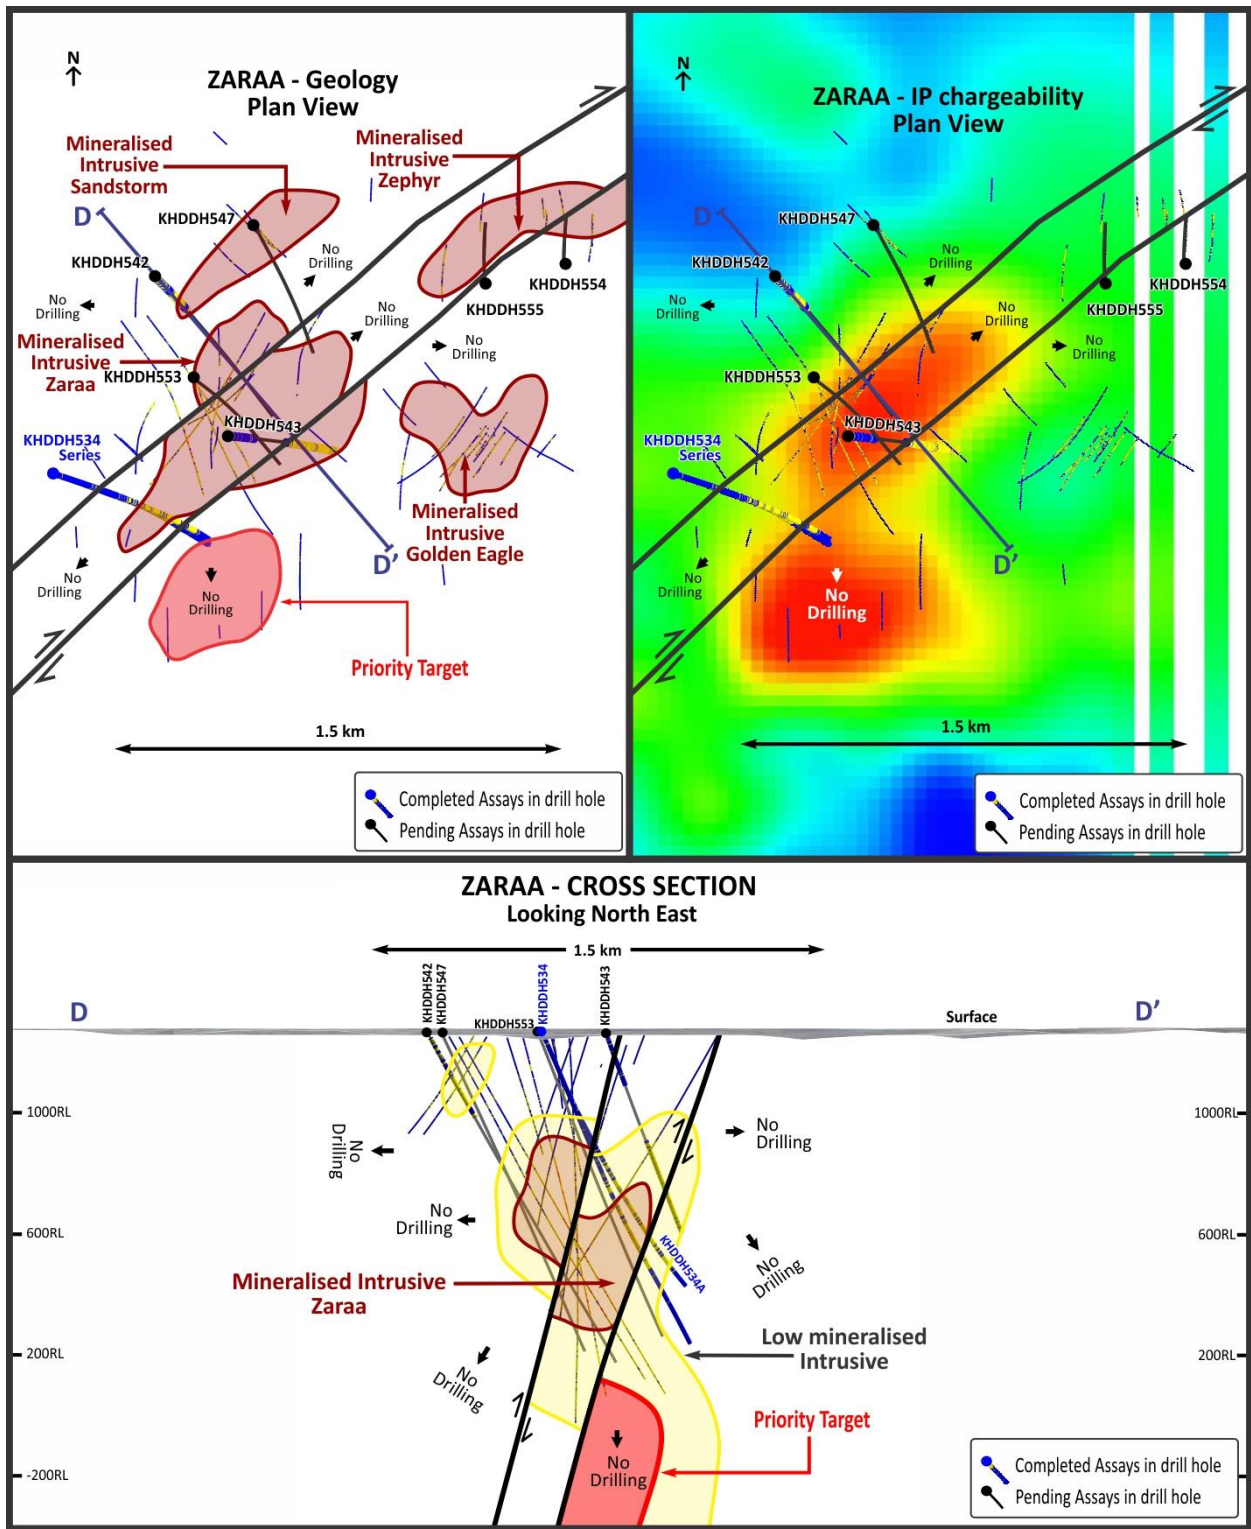 N
ZARAA - Geology
Plan View
Mineralised
Intrusive
Sandstorm
Mineralised
Intrusive
Zephyr
D
KHDDH547
KHDDH542
No
Drilling
No
Drilling
KHDDH554
KHDDH555
No
Drilling
No
Drilling
Mineralised
Intrusive
Zaraa
KHDDH553
KHDDH543
KHDDH534
Series
Mineralised
Intrusive
Golden Eagle
D'
No
Drilling
No
Drilling
Priority Target
1.5 km
Completed Assays in drill hole
Pending Assays in drill hole
N
ZARAA - IP chargeability
Plan View
D
KHDDH547
KHDDH542
No
Drilling
No
Drilling
KHDDH554
KHDDH555
No
Drilling
No
Drilling
KHDDH553
KHDDH543
KHDDH534
Series
D'
No
Drilling
No
Drilling
1.5 km
Completed Assays in drill hole
Pending Assays in drill hole
ZARAA - CROSS SECTION
Looking North East
1.5 km
KHDDH542
KHDDH547
KHDDH553
KHDDH534
KHDDH543
D
Surface
D'
1000RL
1000RL
No
Drilling
No
Drilling
No
Drilling
600RL
600RL
KHDDH534A
No
Drilling
Mineralised Intrusive
Zaraa
Low mineralised
Intrusive
200RL
200RL
No
Drilling
Priority Target
No
Drilling
-200RL
Completed Assays in drill hole
Pending Assays in drill hole